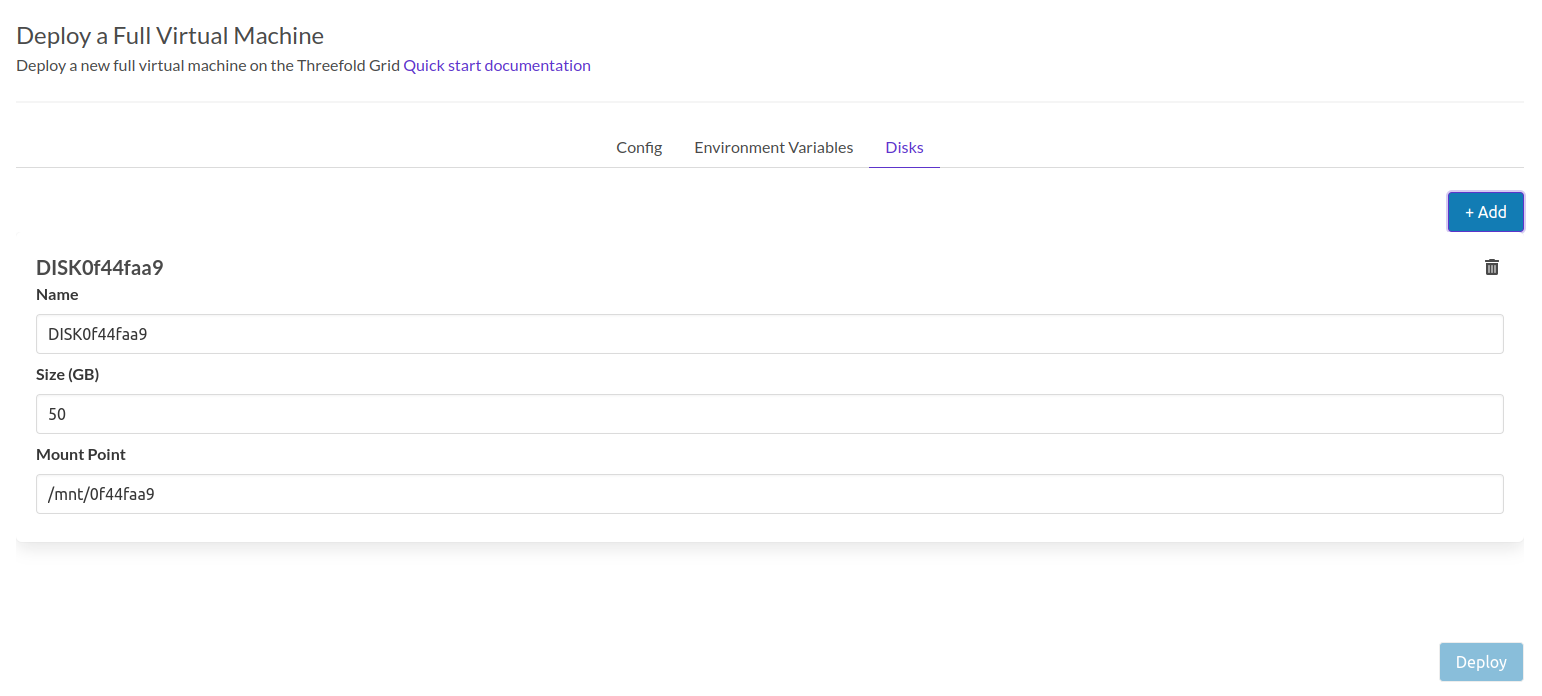 Deploy a Full Virtual Machine
Deploy a new full virtual machine on the Threefold Grid Quick start documentation
Config Environment Variables Disks
+ Add
DISK0f44faa9
Name
DISK0f44faa9
Size (GB)
50
Mount Point
/mnt/0f44faa9
Deploy